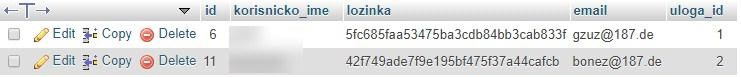 id korisnicko_ime lozinka email uloga_id
Edit Copy Delete 6 5fc685faa53475ba3cdb84bb3cab833f gzuz@187.de 1
Edit Copy Delete 11 42f749ade7f9e195bf475f37a44cafcb bonez@187.de 2